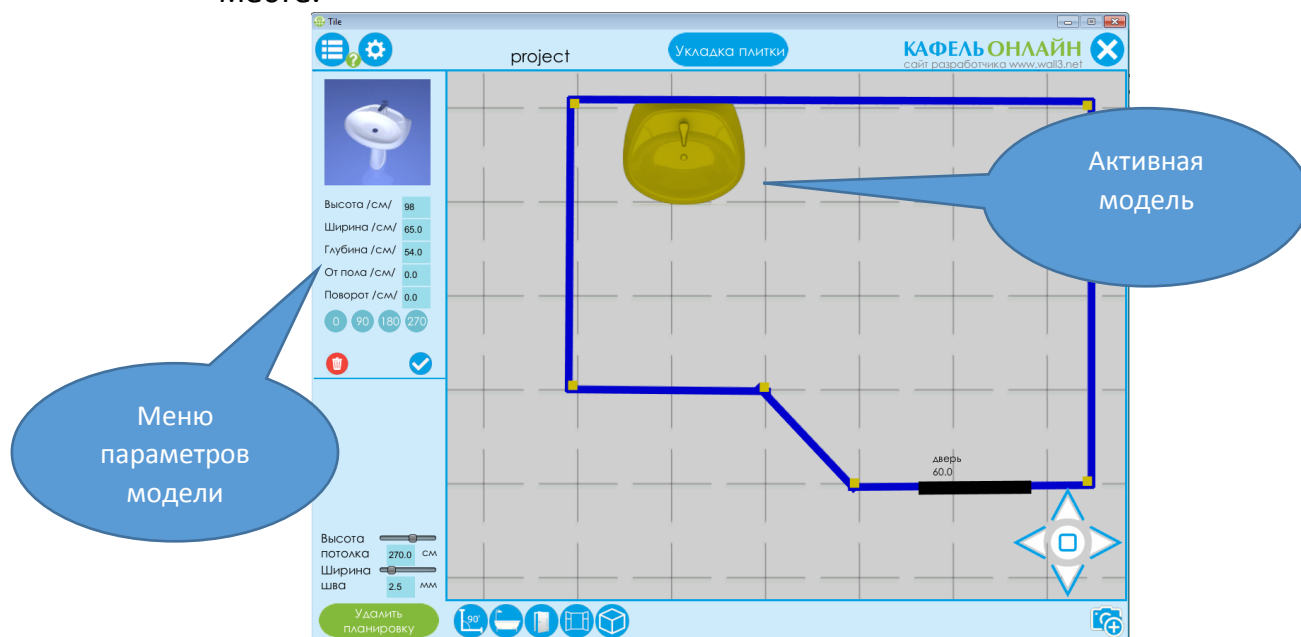 месте.
Tile
?
project
Укладка плитки
КАФЕЛЬ ОНЛАЙН
сайт разработчика www.wall3.net
Активная
модель
Высота /см/ 98
Ширина /см/ 65.0
Глубина /см/ 54.0
От пола /см/ 0.0
Поворот /см/ 0.0
0 90 180 270
Меню
параметров
модели
дверь
60.0
Высота
потолка 270.0 см
Ширина
шва 2.5 мм
Удалить
планировку
90°